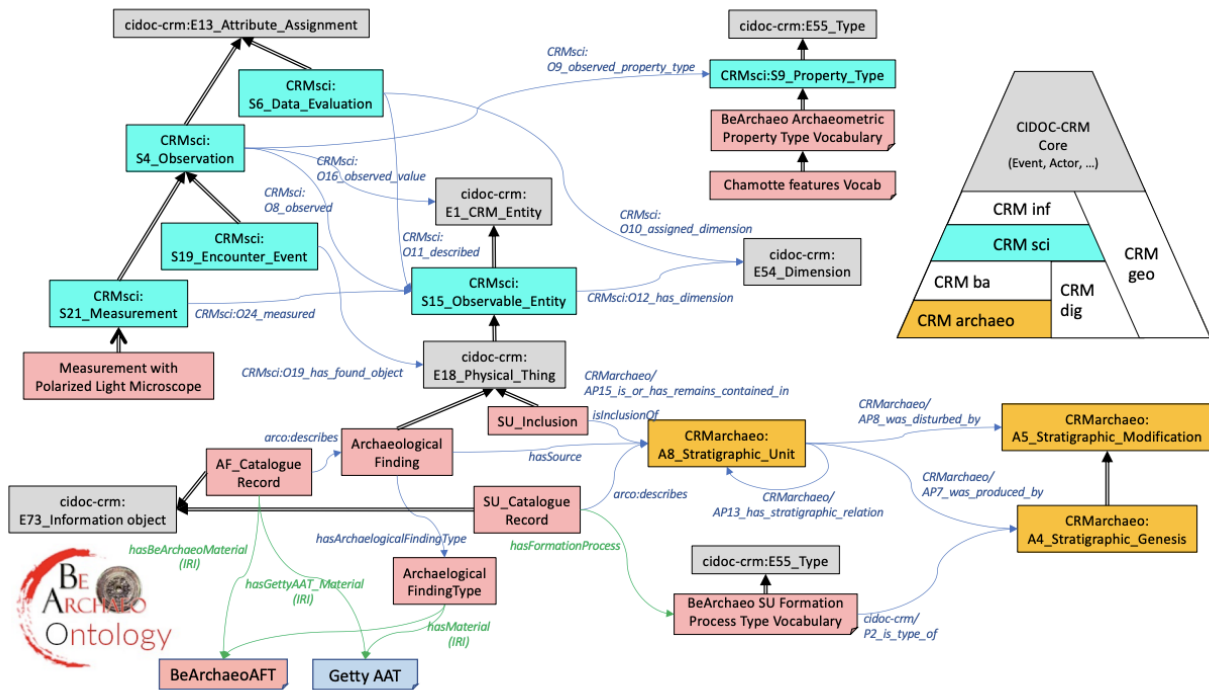 cidoc-crm:E13_Attribute_Assignment
cidoc-crm:E55_Type
CRMsci:
O9_observed_property_type
CRMsci:
S6_Data_Evaluation
CRMsci:S9_Property_Type
BeArchaeo Archaeometric
Property Type Vocabulary
CIDOC-CRM
Core
(Event, Actor, ...)
CRMsci:
S4_Observation
CRMsci:
O16_observed_value
Chamotte features Vocab
CRMsci:
O8_observed
cidoc-crm:
E1_CRM_Entity
CRMsci:
O10_assigned_dimension
CRM inf
CRM sci
CRM
geo
CRMsci:
S19_Encounter_Event
CRMsci:
O11_described
cidoc-crm:
E54_Dimension
CRM ba
CRM
dig
CRM archaeo
CRMsci:
S21_Measurement
CRMsci:O24_measured
CRMsci:
S15_Observable_Entity
CRMsci:O12_has_dimension
Measurement with
Polarized Light Microscope
CRMsci:O19_has_found_object
cidoc-crm:
E18_Physical_Thing
CRMarchaeo/
AP15_is_or_has_remains_contained_in
SU_Inclusion
isInclusionOf
CRMarchaeo/
AP8_was_disturbed_by
CRMarchaeo:
A5_Stratigraphic_Modification
arco:describes
Archaeological
Finding
hasSource
CRMarchaeo:
A8_Stratigraphic_Unit
AF_Catalogue
Record
CRMarchaeo/
AP7_was_produced_by
cidoc-crm:
E73_Information object
SU_Catalogue
Record
arco:describes
CRMarchaeo/
AP13_has_stratigraphic_relation
CRMarchaeo:
A4_Stratigraphic_Genesis
hasBeArchaeoMaterial
(IRI)
hasArchaelogicalFindingType
hasFormationProcess
cidoc-crm:E55_Type
hasGettyAAT_Material
(IRI)
Archaelogical
FindingType
BeArchaeo SU Formation
Process Type Vocabulary
cidoc-crm/
P2_is_type_of
hasMaterial
(IRI)
BE
ARCHAEO
Ontology
BeArchaeoAFT
Getty AAT